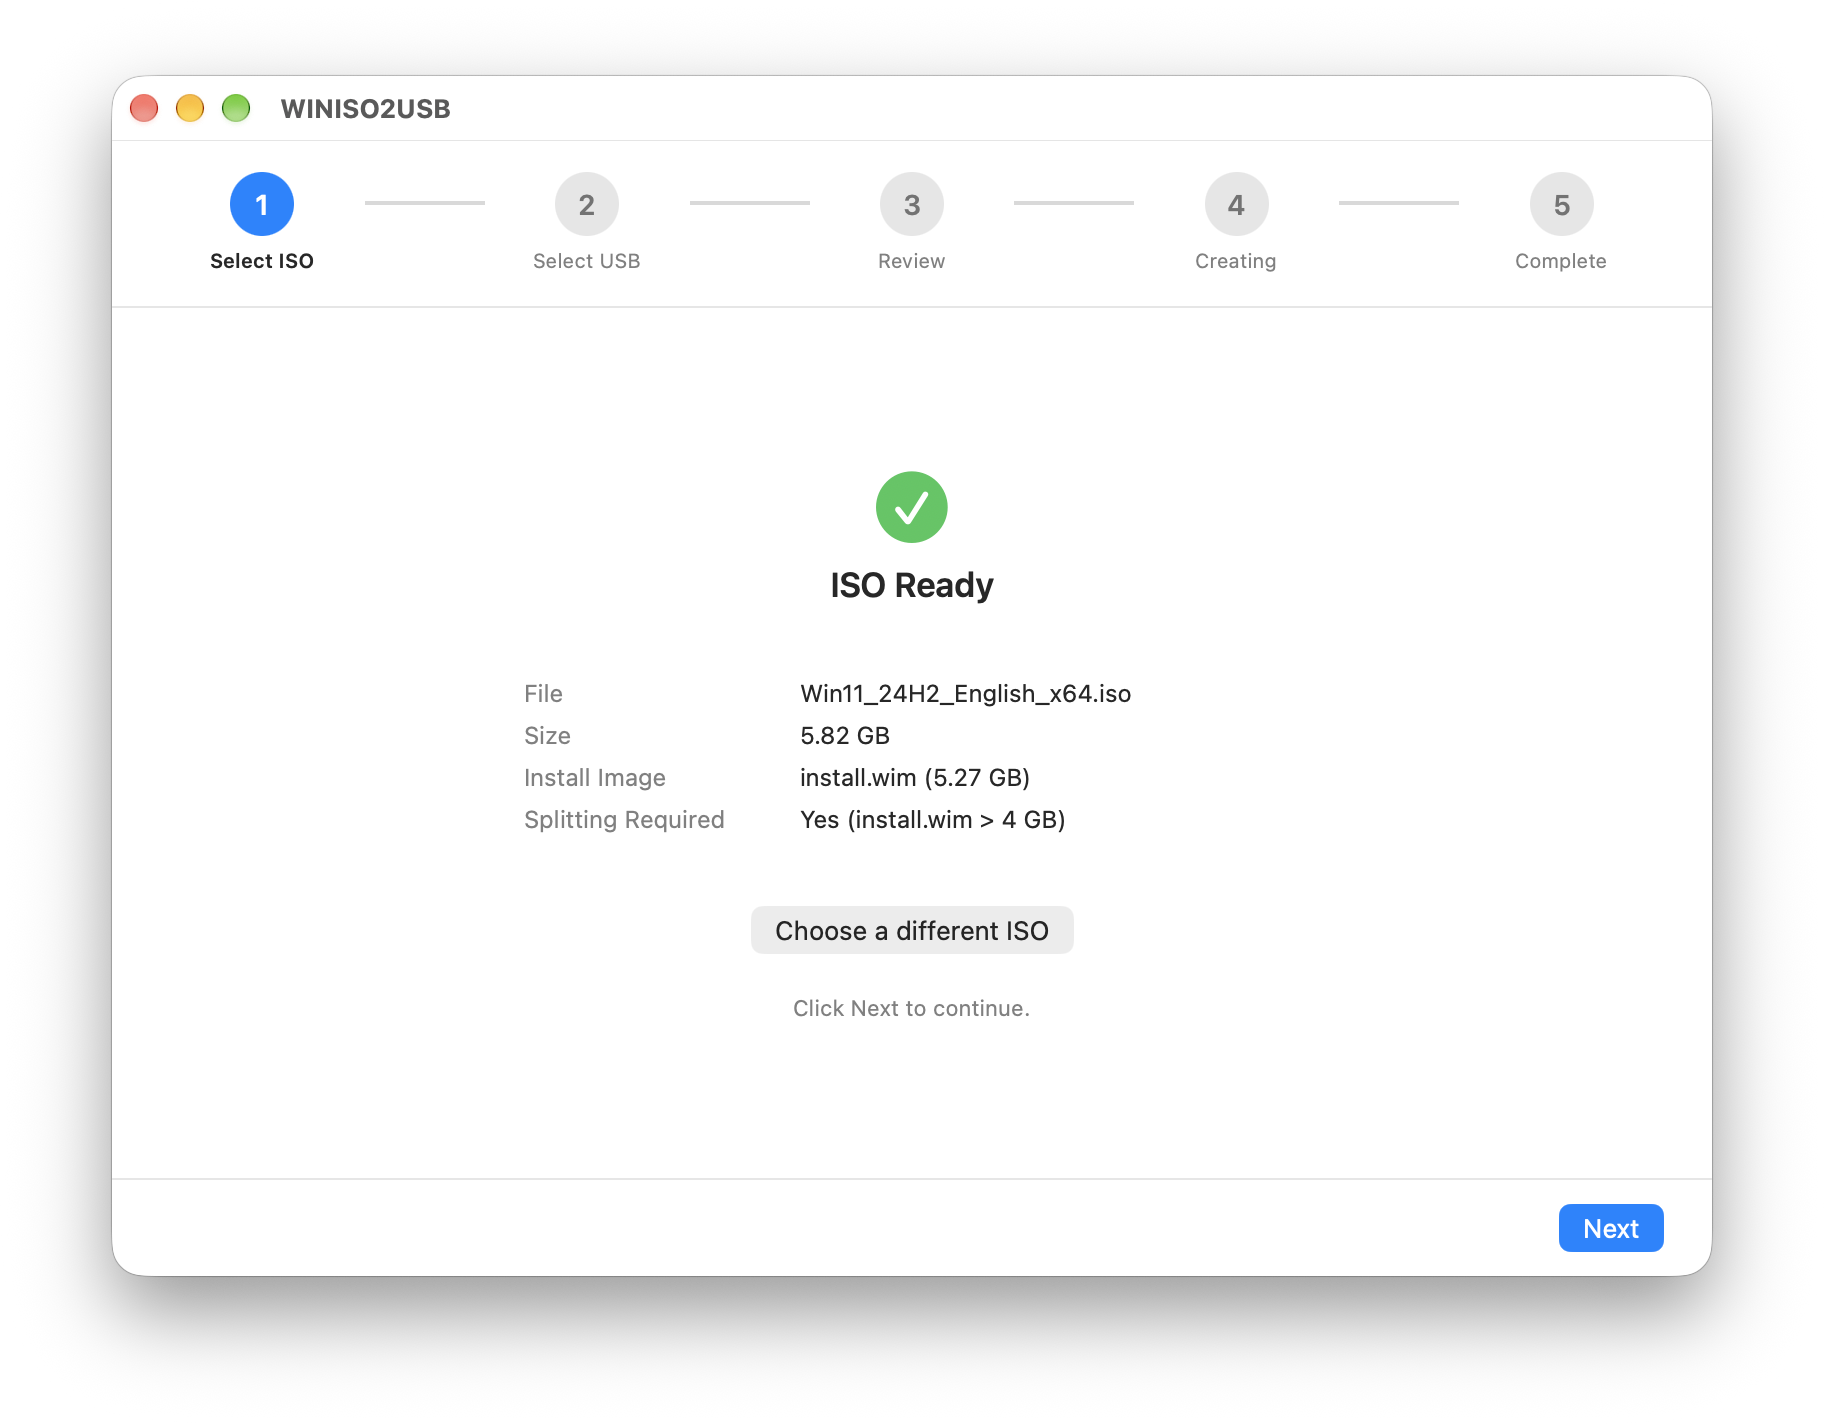 WINISO2USB
1
2
3
4
5
Select ISO
Select USB
Review
Creating
Complete
ISO Ready
File Win11_24H2_English_x64.iso
Size 5.82 GB
Install Image install.wim (5.27 GB)
Splitting Required Yes (install.wim > 4 GB)
Choose a different ISO
Click Next to continue.
Next